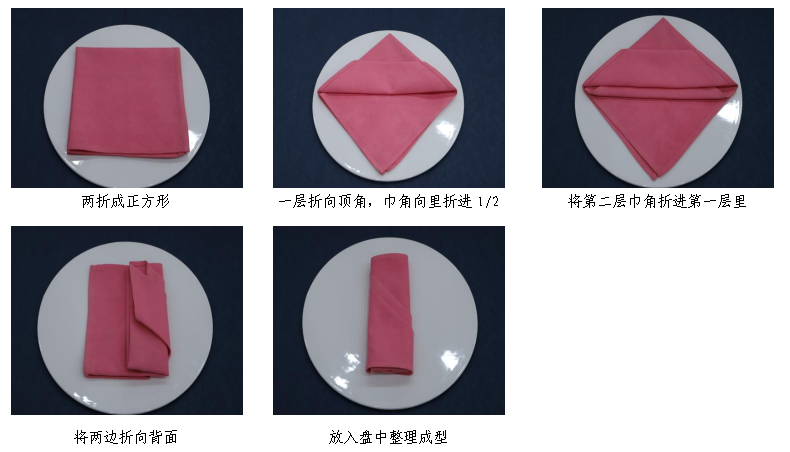 两折成正方形
一层折向顶角，巾角向里折进 1/2
将第二层巾角折进第一层里
将两边折向背面
放入盘中整理成型